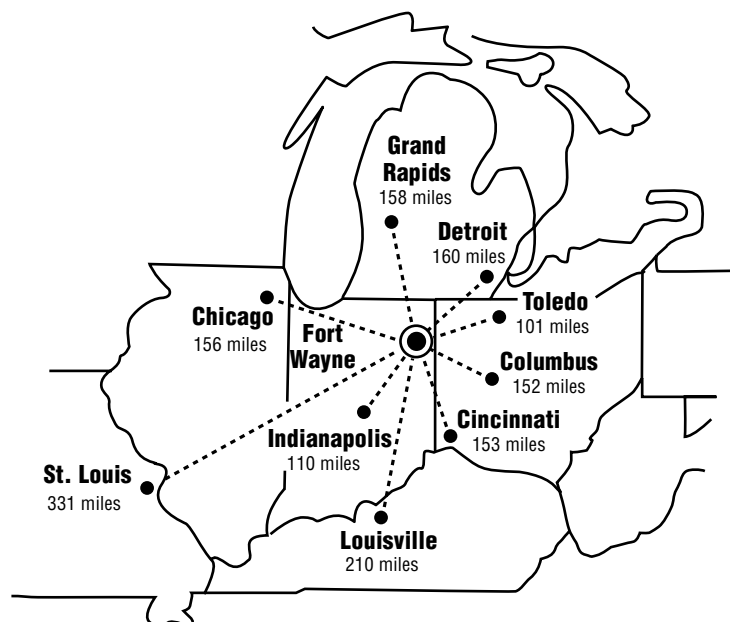 Grand
Rapids
158 miles
Detroit
160 miles
Chicago
156 miles
Fort
Wayne
Toledo
101 miles
Columbus
152 miles
Cincinnati
153 miles
Indianapolis
110 miles
St. Louis
331 miles
Louisville
210 miles